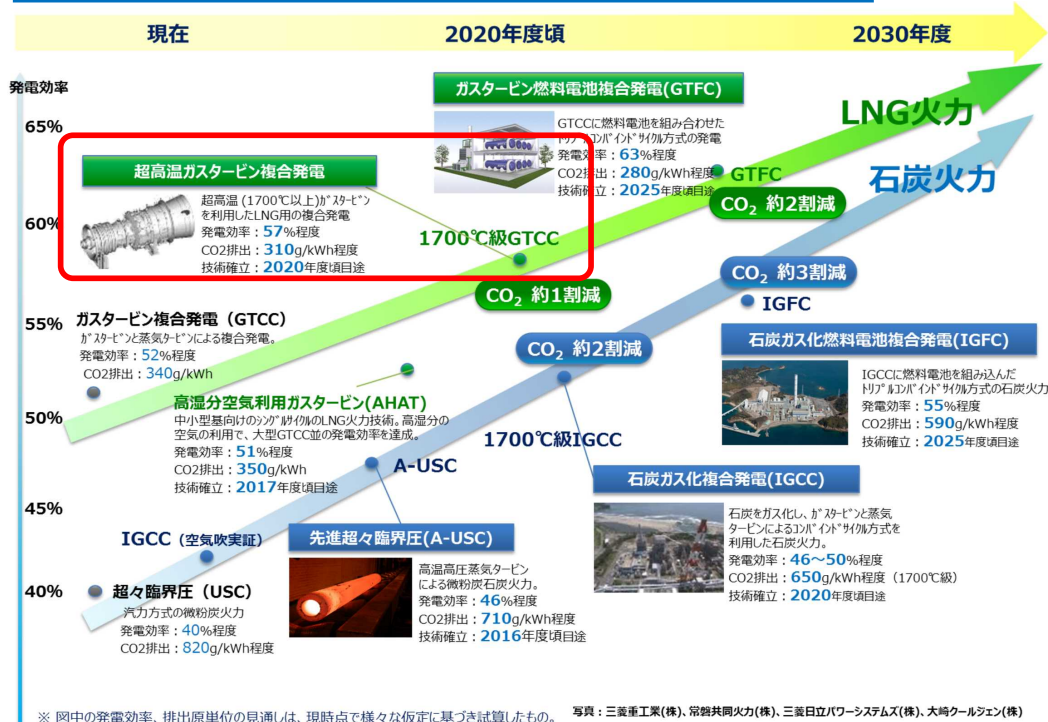 現在
2020年度頃
2030年度
発電効率
65%
60%
55%
50%
45%
40%
LNG火力
石炭火力
ガスタービン燃料電池複合発電(GTFC)
GTCCに燃料電池を組み合わせた
トリプルコンバインドサイクル方式の発電
発電効率：63%程度
CO2排出：280g/kWh程度
技術確立：2025年度頃目途
GTFC
CO₂ 約2割減
超高温ガスタービン複合発電
超高温 (1700℃以上)ガスタービン
を利用したLNG用の複合発電
発電効率：57%程度
CO2排出：310g/kWh程度
技術確立：2020年度頃目途
1700℃級GTCC
CO₂ 約1割減
CO₂ 約3割減
IGFC
ガスタービン複合発電（GTCC）
ガスタービンと蒸気タービンによる複合発電。
発電効率：52%程度
CO2排出：340g/kWh
CO₂ 約2割減
石炭ガス化燃料電池複合発電(IGFC)
IGCCに燃料電池を組み込んだ
トリプルコンバインドサイクル方式の石炭火力
発電効率：55%程度
CO2排出：590g/kWh程度
技術確立：2025年度頃目途
高湿分空気利用ガスタービン(AHAT)
中小型基向けのシングルサイクルのLNG火力技術。高湿分の
空気の利用で、大型GTCC並の発電効率を達成。
発電効率：51%程度
CO2排出：350g/kWh
技術確立：2017年度頃目途
A-USC
1700℃級IGCC
石炭ガス化複合発電(IGCC)
石炭をガス化し、ガスタービンと蒸気
タービンによるコンバインドサイクル方式を
利用した石炭火力。
発電効率：46～50%程度
CO2排出：650g/kWh程度（1700℃級）
技術確立：2020年度頃目途
IGCC（空気吹実証）
先進超々臨界圧(A-USC)
高温高圧蒸気タービン
による微粉炭石炭火力。
発電効率：46%程度
CO2排出：710g/kWh程度
技術確立：2016年度頃目途
超々臨界圧（USC）
汽力方式の微粉炭火力
発電効率：40%程度
CO2排出：820g/kWh程度
※ 図中の発電効率、排出原単位の見通しは、現時点で様々な仮定に基づき試算したもの。
写真：三菱重工業(株)、常磐共同火力(株)、三菱日立パワーシステムズ(株)、大崎クールジェン(株)